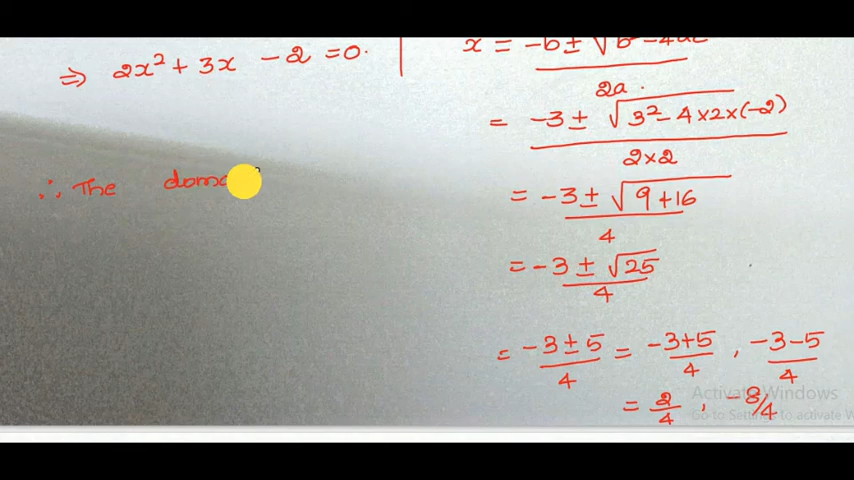 ⇒ 2x² + 3x - 2 = 0.
∴ The
x = -b ± √b² - 4ac
2a.
= -3 ± √3² - 4×2×(-2)
2×2
= -3 ± √9+16
4
= -3 ± √25
4
= -3 ± 5 = -3+5 , -3-5
4 4 4
= 2/4 , -8/4
Activate Windows
Go to Settings to activate W